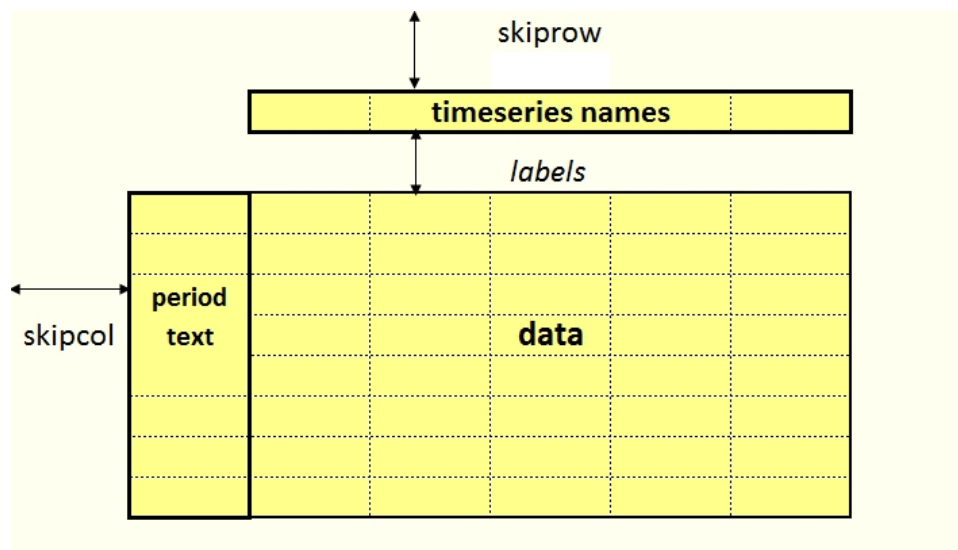 skiprow
timeseries names
labels
period
text
skipcol
data